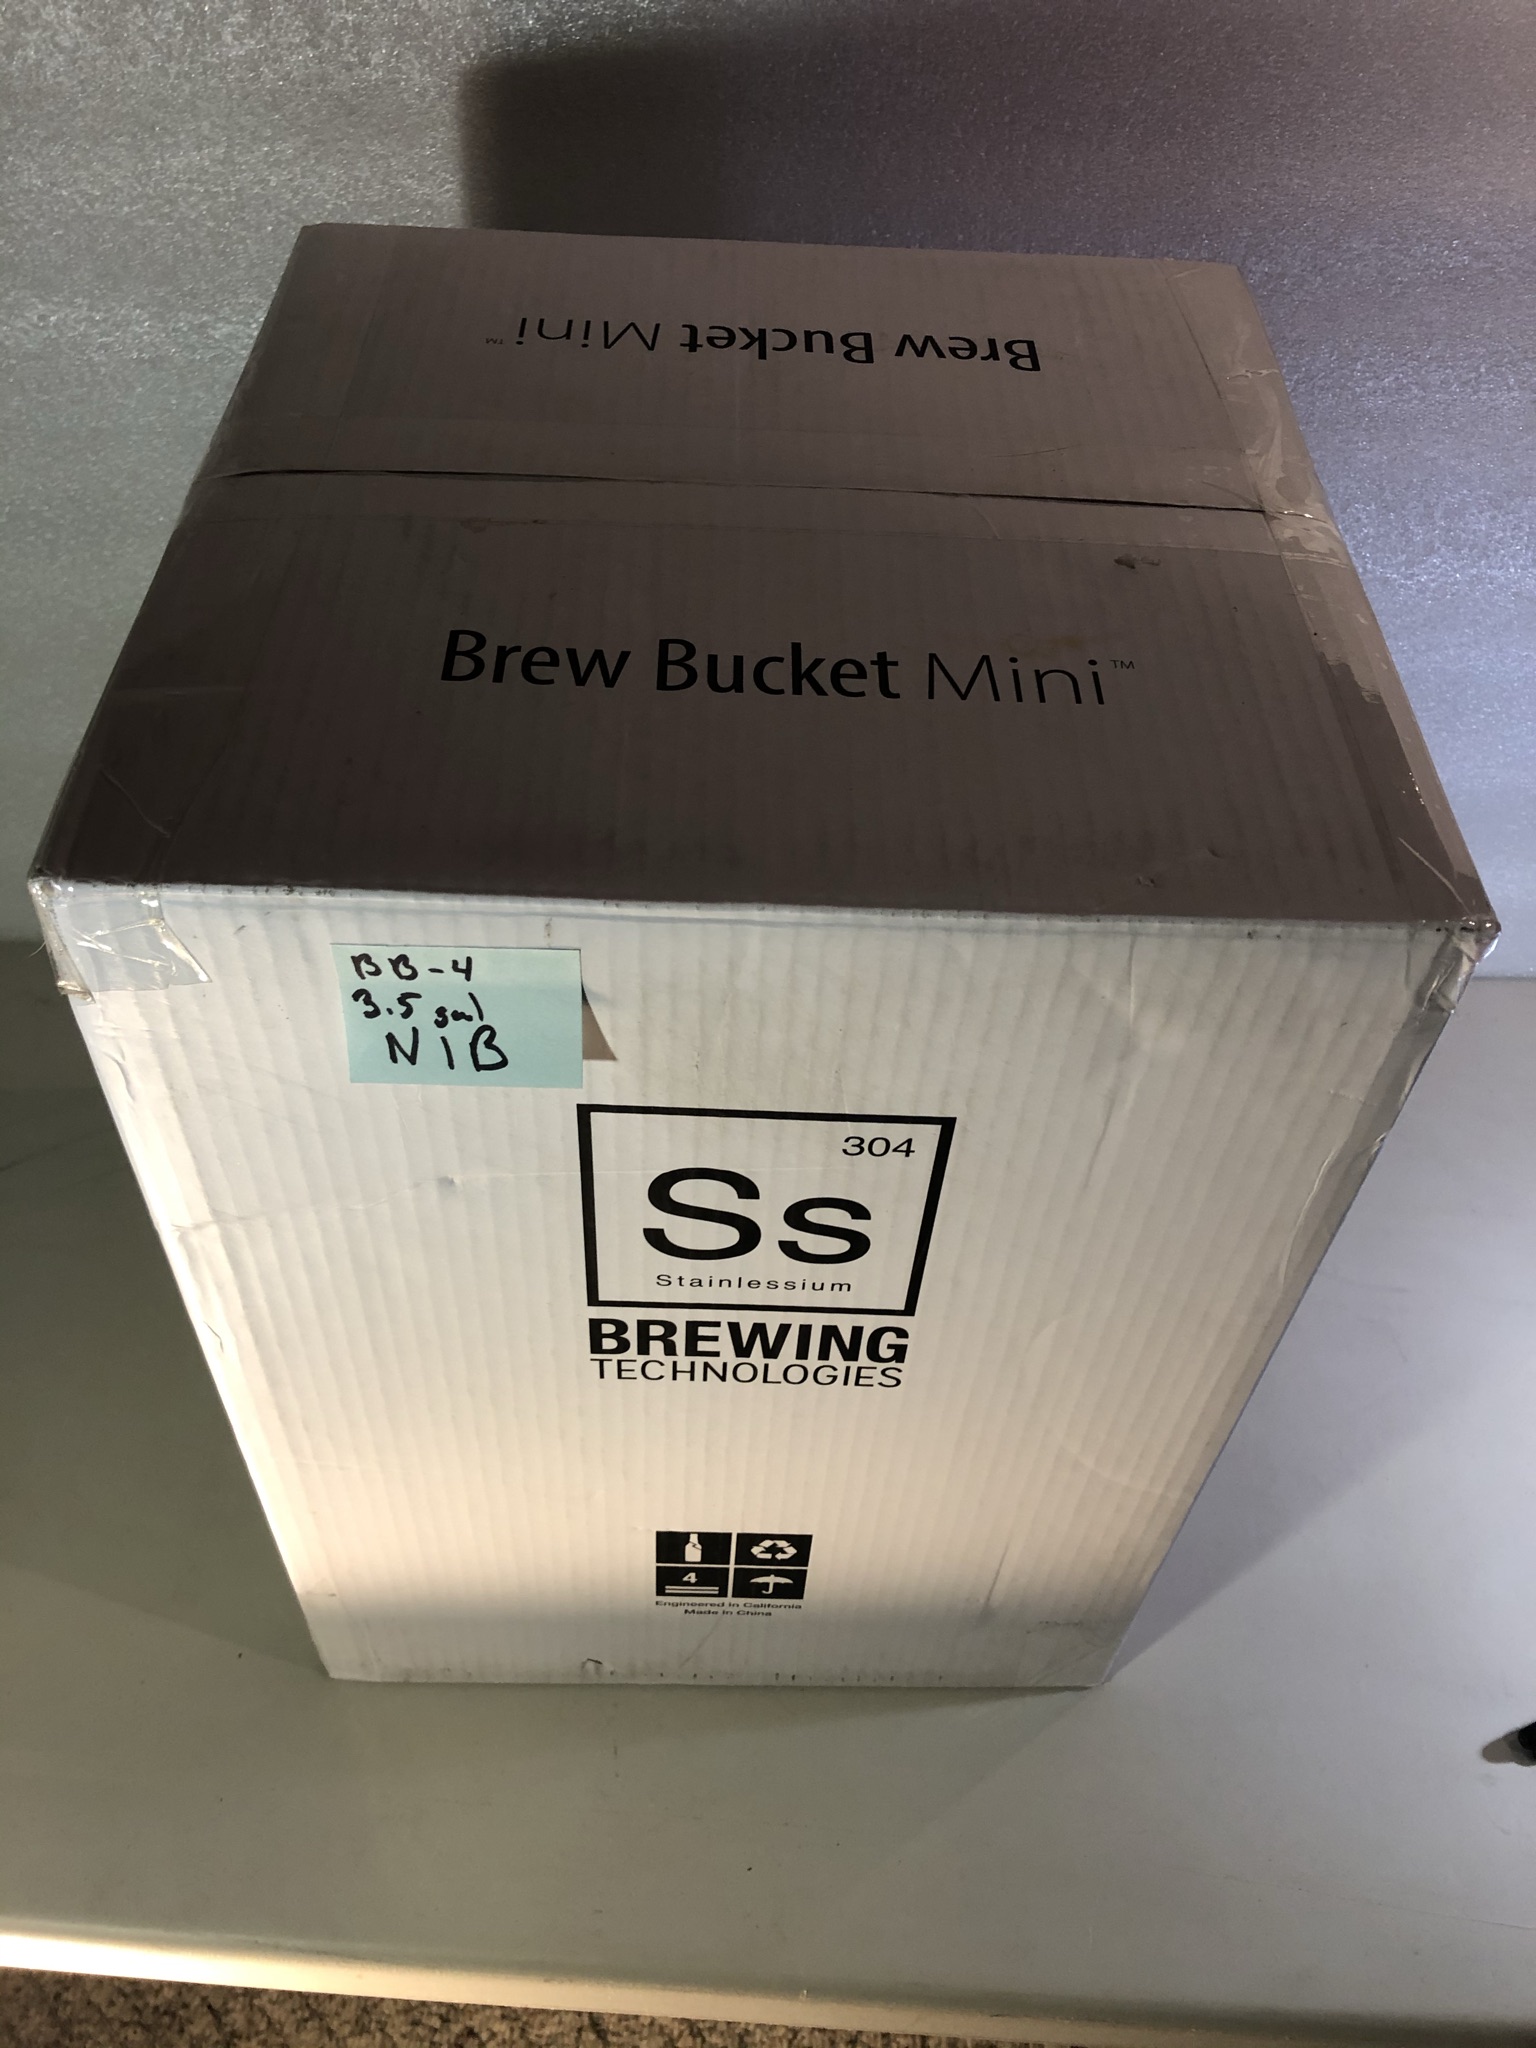 Brew Bucket Mini™
Brew Bucket Mini™
BB-4
3.5 gal
NIB
304
Ss
Stainlessium
BREWING
TECHNOLOGIES
4
Engineered in California
Made in China